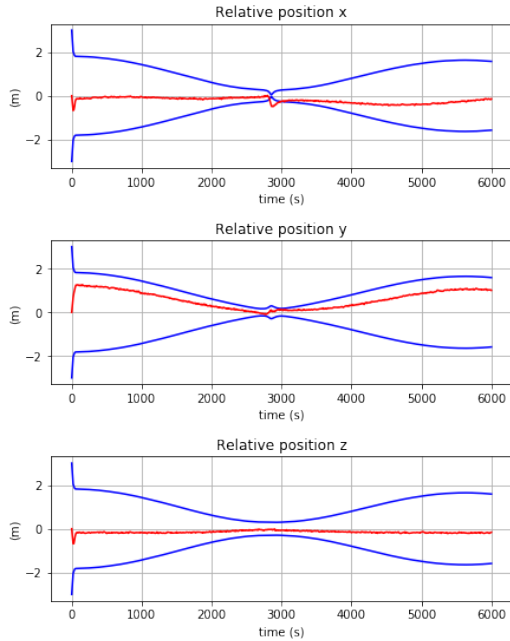 Relative position x
2
0
−2
(m)
0 1000 2000 3000 4000 5000 6000
time (s)
Relative position y
2
0
−2
(m)
0 1000 2000 3000 4000 5000 6000
time (s)
Relative position z
2
0
−2
(m)
0 1000 2000 3000 4000 5000 6000
time (s)